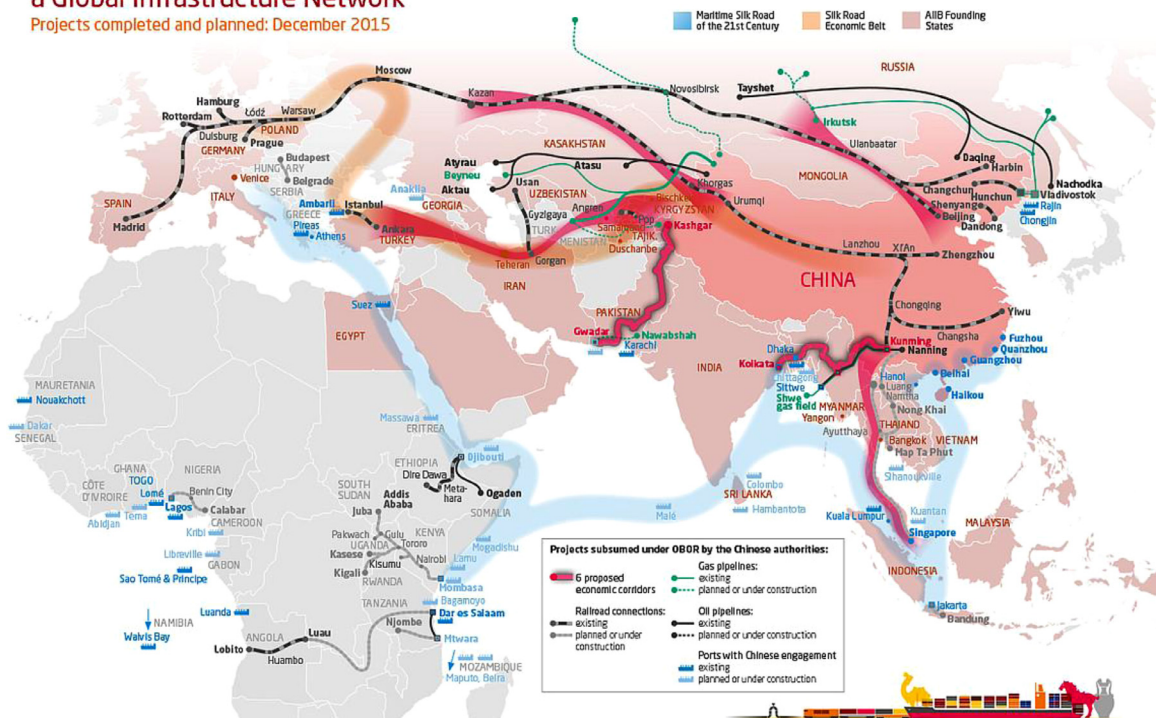 a Global Infrastructure Network
Projects completed and planned: December 2015
Maritime Silk Road
of the 21st Century
Silk Road
Economic Belt
AIIB Founding
States
RUSSIA
Moscow
Kazan
Novosibirsk
Tayshet
Hamburg
Rotterdam
Łódź
Warsaw
POLAND
Duisburg
Prague
GERMANY
Irkutsk
Ulanbaatar
Daqing
Harbin
Budapest
HUNGARY
Belgrade
SERBIA
Venice
ITALY
SPAIN
Madrid
Atyrau
Beyneu
Aktau
KASAKHSTAN
Atasu
Khorgas
MONGOLIA
Changchun
Hunchun
Nachodka
Vladivostok
Shenyang
Rajin
Chongjin
Beijing
Dandong
Usan
UZBEKISTAN
Bischkek
KYRGYZSTAN
Urumqi
Anaklia
GEORGIA
Ambarli
Istanbul
GREECE
Pireas
Athens
Ankara
TURKEY
Gyzlgaya
Angren
Pop
Samarqand
TAJIK.
Duschanbe
TURK
MENISTAN
Kashgar
Teheran
Gorgan
IRAN
Lanzhou
Xi'An
Zhengzhou
CHINA
Suez
EGYPT
PAKISTAN
Gwadar
Nawabshah
Karachi
Chongqing
Yiwu
Changsha
Fuzhou
Quanzhou
Guangzhou
Kunming
Nanning
Dhaka
Kolkata
Chittagong
Sittwe
Shwe
gas field
MYANMAR
Yangon
Hanoi
Luang
Namtha
Beihai
Haikou
INDIA
Nong Khai
THAILAND
Ayutthaya
Bangkok
VIETNAM
Map Ta Phut
Sihanoukville
MAURETANIA
Nouakchott
Dakar
SENEGAL
Massawa
ERITREA
Djibouti
ETHIOPIA
Dire Dawa
Meta-
hara
Addis
Ababa
Ogaden
SOMALIA
SOUTH
SUDAN
Juba
GHANA
TOGO
NIGERIA
CÔTE
D'IVROIRE
Lomé
Lagos
Benin City
Calabar
CAMEROON
Abidjan
Tema
Kribi
Libreville
GABON
Sao Tomé & Principe
Pakwach
Gulu
KENYA
UGANDA
Tororo
Kasese
Kisumu
Nairobi
Lamu
Mogadishu
Kigali
RWANDA
Mombasa
Bagamoyo
TANZANIA
Dar es Salaam
Njombe
Mtwara
Luanda
NAMIBIA
Walvis Bay
ANGOLA
Luau
Lobito
Huambo
MOZAMBIQUE
Maputo, Beira
Colombo
SRI LANKA
Hambantota
Malé
Kuala Lumpur
Kuantan
Singapore
MALAYSIA
INDONESIA
Jakarta
Bandung
Projects subsumed under OBOR by the Chinese authorities:
6 proposed
economic corridors
Railroad connections:
existing
planned or under
construction
Gas pipelines:
existing
planned or under construction
Oil pipelines:
existing
planned or under construction
Ports with Chinese engagement
existing
planned or under construction